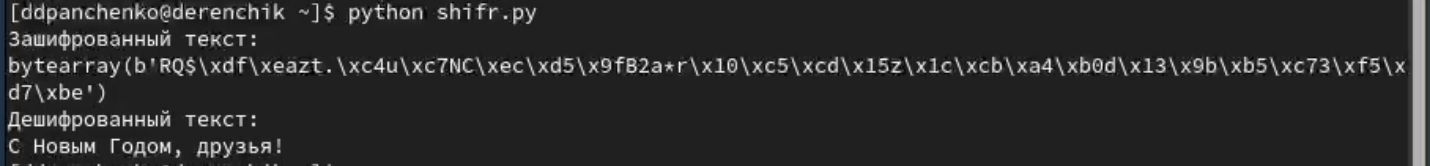 [ddpanchenko@derenchik ~]$ python shifr.py
Зашифрованный текст:
bytearray(b'RQ$\xdf\xeazt.\xc4u\xc7NC\xec\xd5\x9fB2a*r\x10\xc5\xcd\x15z\x1c\xcb\xa4\xb0d\x13\x9b\xb5\xc73\xf5\x
d7\xbe')
Дешифрованный текст:
С Новым Годом, друзья!